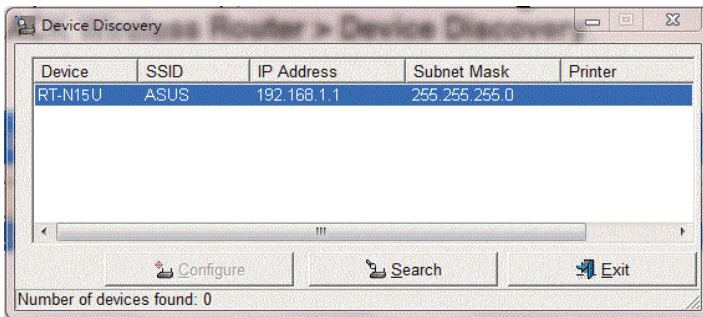 Device Discovery
Device SSID IP Address Subnet Mask Printer
RT-N15U ASUS 192.168.1.1 255.255.255.0
Configure Search Exit
Number of devices found: 0